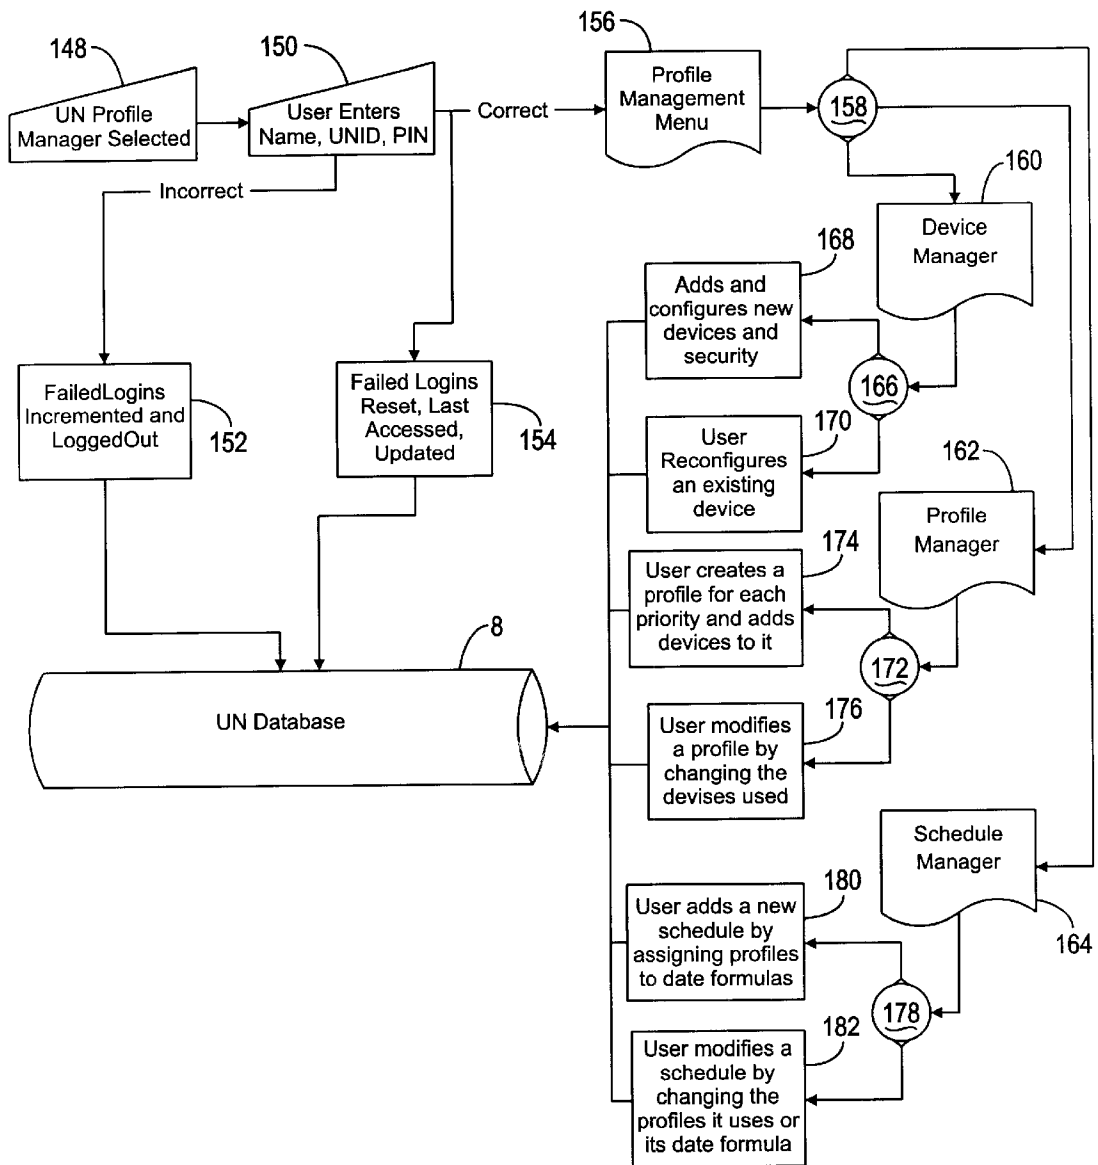 148
150
156
UN Profile
Manager Selected
User Enters
Name, UNID, PIN
Correct
Profile
Management
Menu
158
Incorrect
160
Device
Manager
168
Adds and
configures new
devices and
security
166
FailedLogins
Incremented and
LoggedOut
152
Failed Logins
Reset, Last
Accessed,
Updated
154
170
User
Reconfigures
an existing
device
162
Profile
Manager
174
User creates a
profile for each
priority and adds
devices to it
172
8
UN Database
176
User modifies
a profile by
changing the
devises used
Schedule
Manager
164
180
User adds a new
schedule by
assigning profiles
to date formulas
178
182
User modifies a
schedule by
changing the
profiles it uses or
its date formula